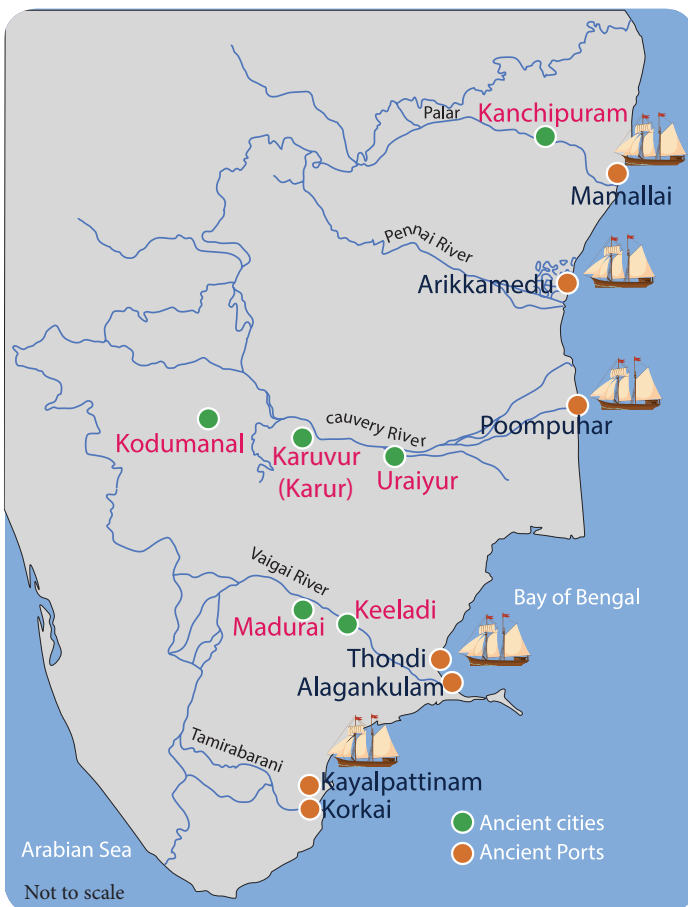 Palar
Kanchipuram
Mamallai
Pennai River
Arikkamedu
cauvery River
Poompuhar
Kodumanal
Karuvur
(Karur)
Uraiyur
Vaigai River
Bay of Bengal
Keeladi
Madurai
Thondi
Alagankulam
Tamirabarani
Kayalpattinam
Korkai
Ancient cities
Arabian Sea
Ancient Ports
Not to scale